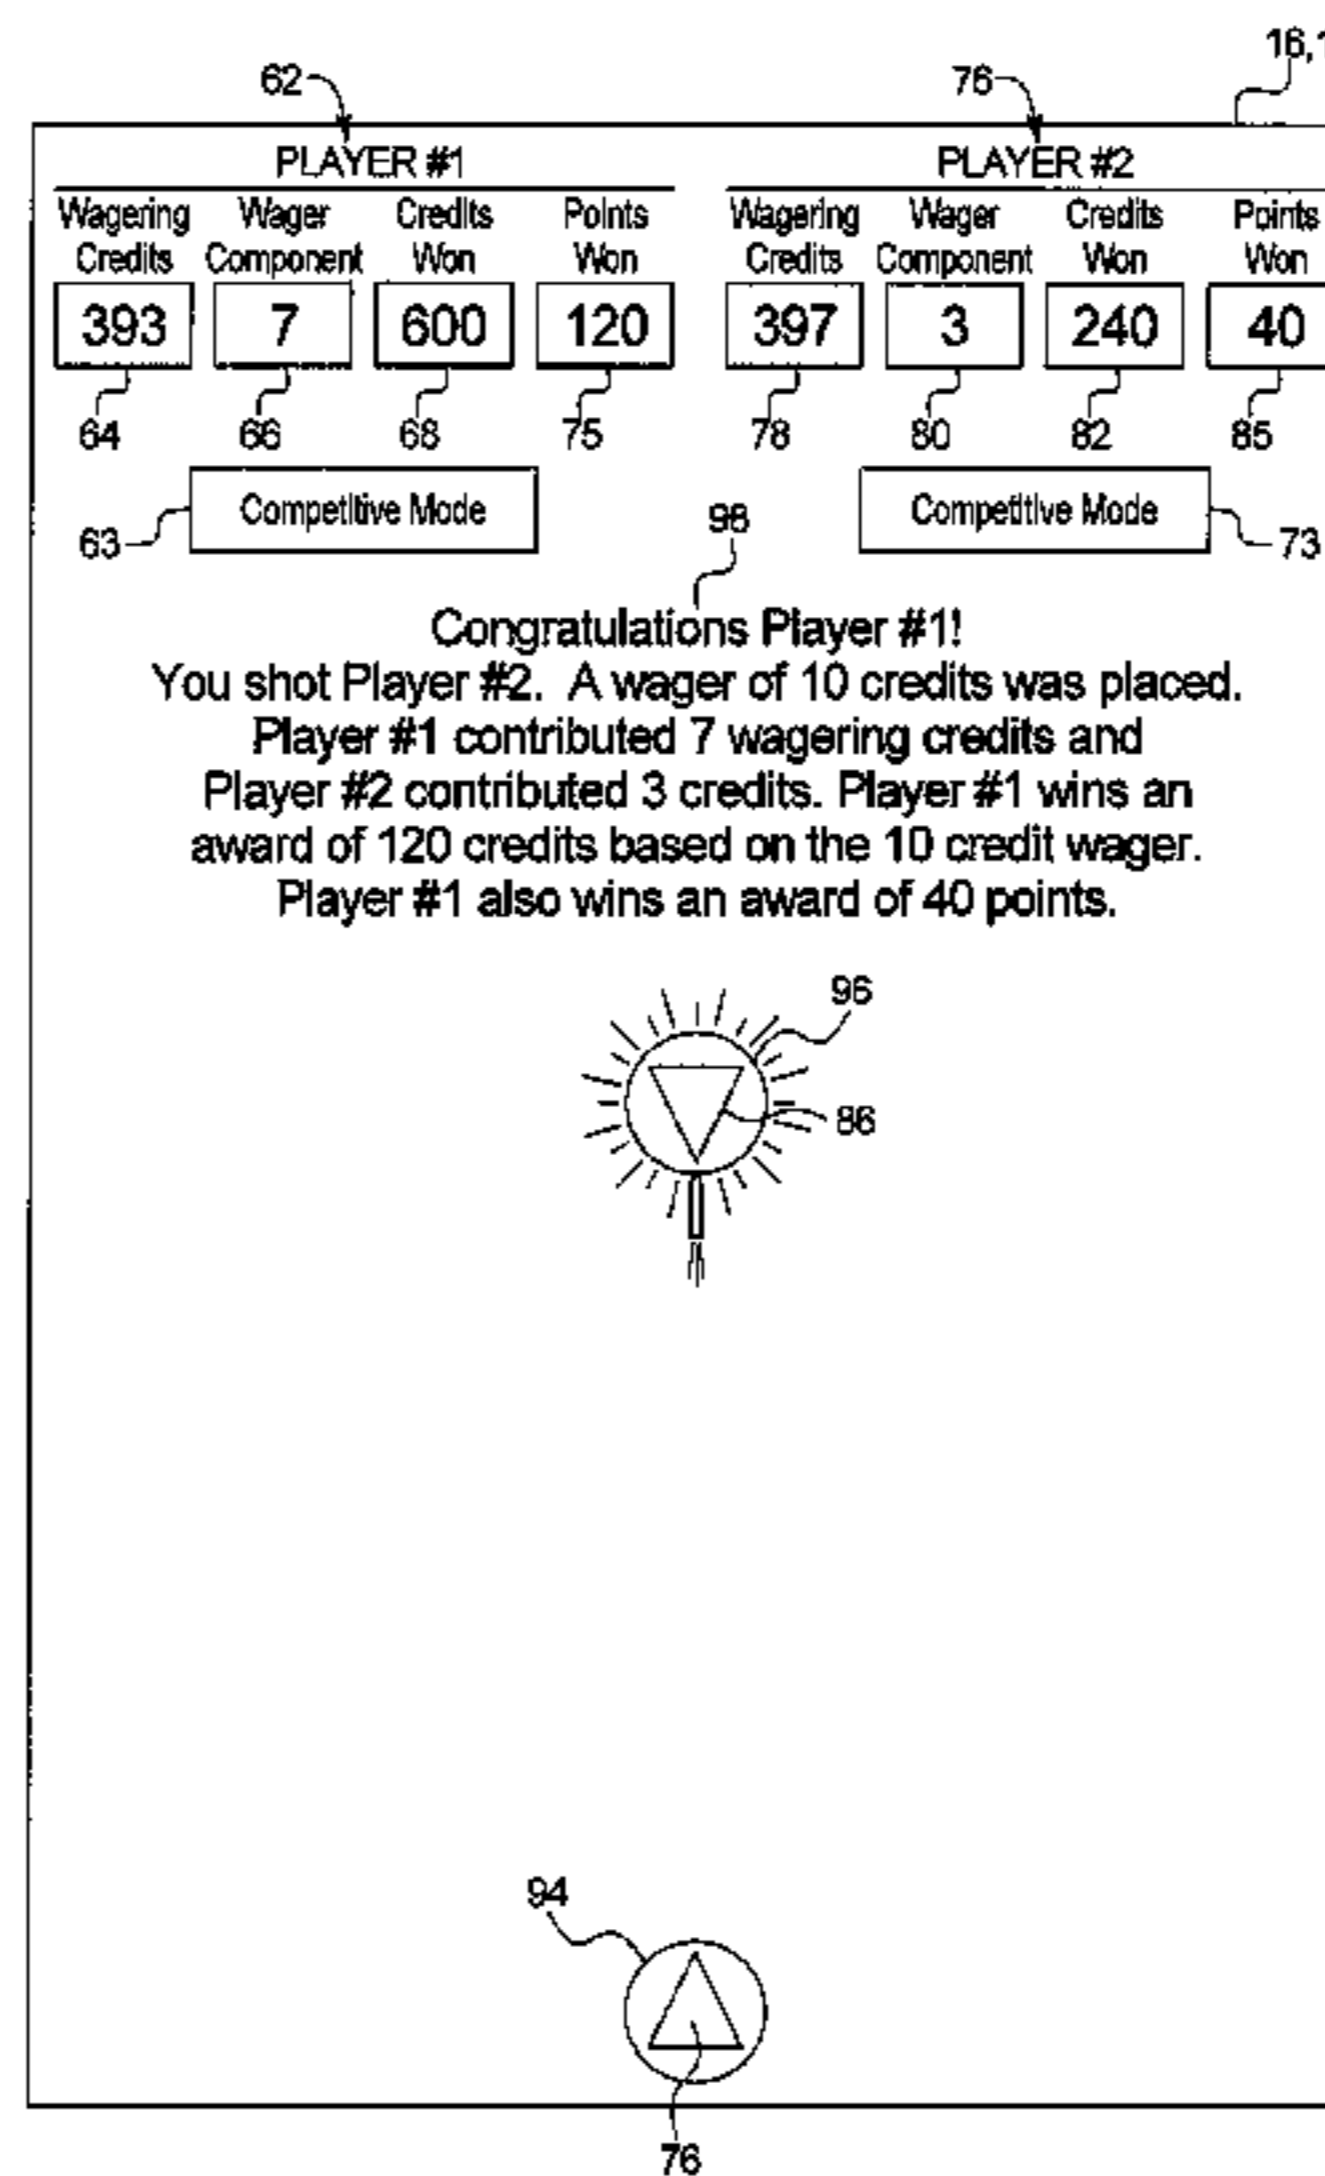 62
76
16,1
PLAYER #1
PLAYER #2
Wagering Credits
Wager Component
Credits Won
Points Won
Wagering Credits
Wager Component
Credits Won
Points Won
393
7
600
120
397
3
240
40
64
66
68
75
78
80
82
85
Competitive Mode
Competitive Mode
63
98
73
Congratulations Player #1!
You shot Player #2. A wager of 10 credits was placed.
Player #1 contributed 7 wagering credits and
Player #2 contributed 3 credits. Player #1 wins an
award of 120 credits based on the 10 credit wager.
Player #1 also wins an award of 40 points.
96
86
94
76